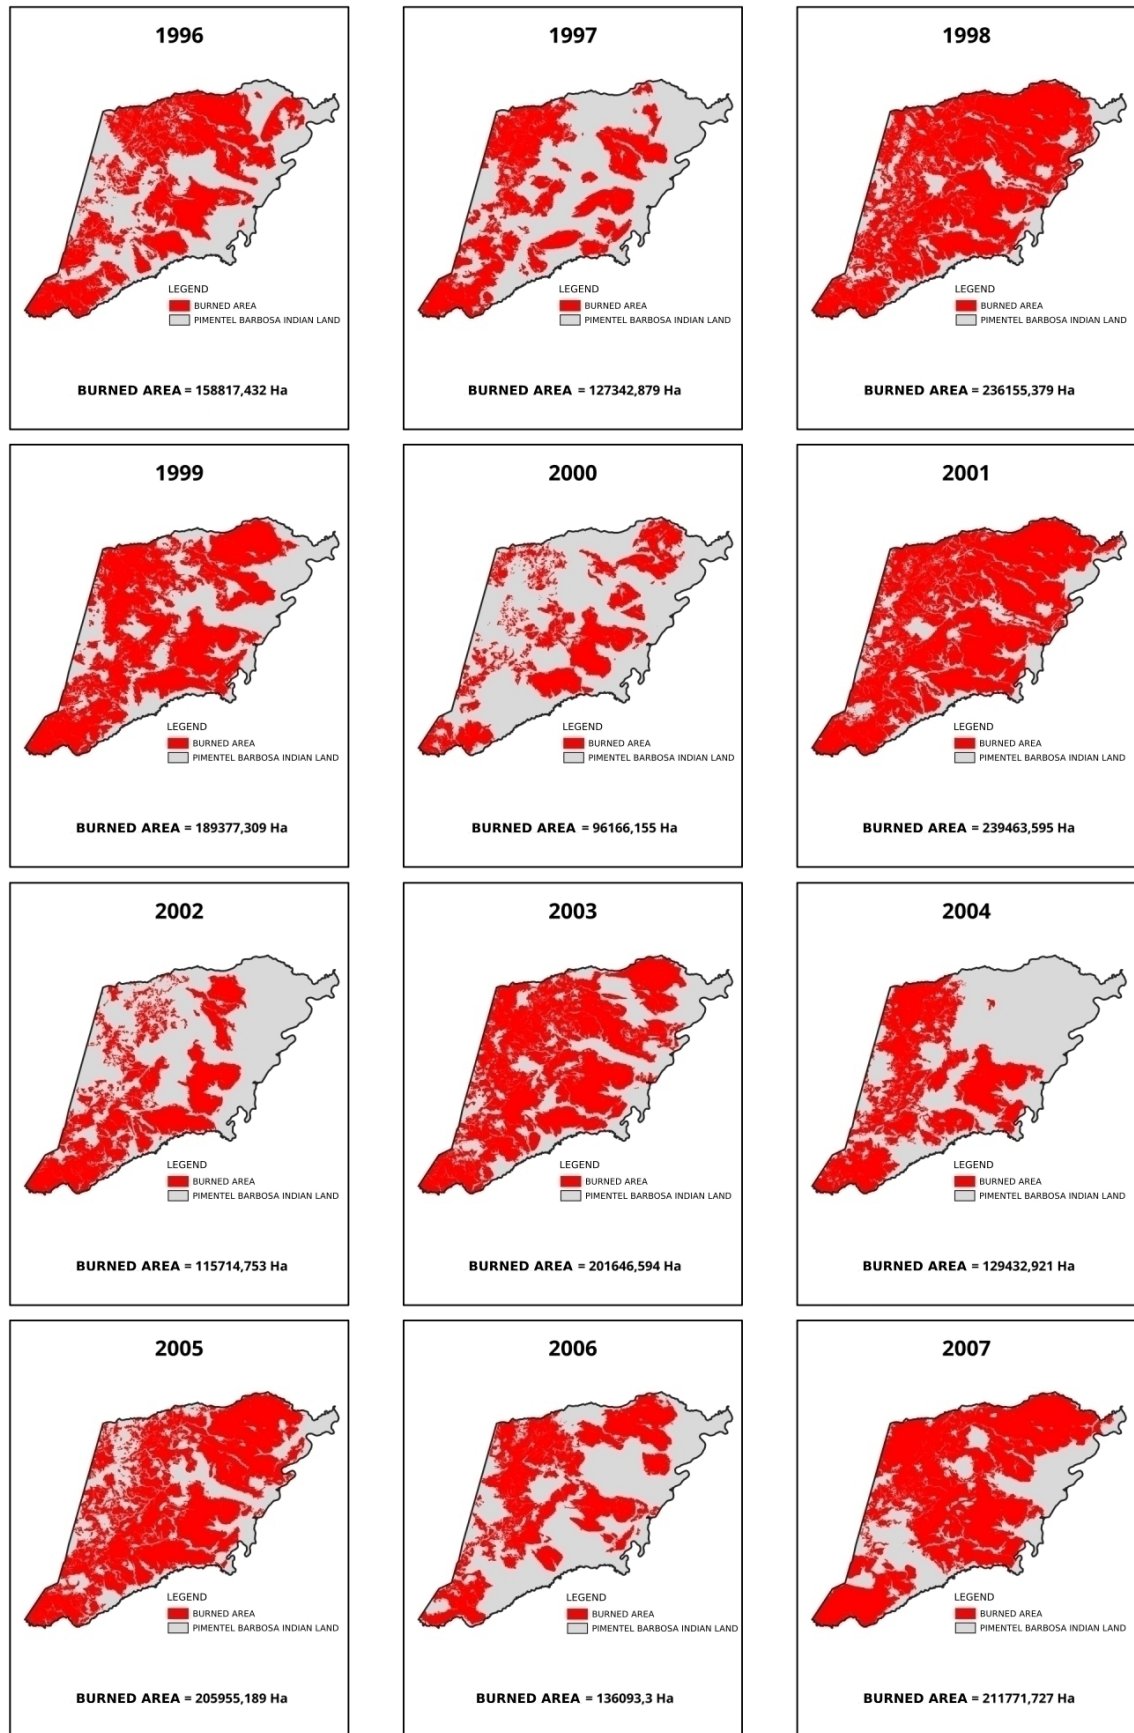 1996
LEGEND
BURNED AREA
PIMENTEL BARBOSA INDIAN LAND
BURNED AREA = 158817,432 Ha
1997
LEGEND
BURNED AREA
PIMENTEL BARBOSA INDIAN LAND
BURNED AREA = 127342,879 Ha
1998
LEGEND
BURNED AREA
PIMENTEL BARBOSA INDIAN LAND
BURNED AREA = 236155,379 Ha
1999
LEGEND
BURNED AREA
PIMENTEL BARBOSA INDIAN LAND
BURNED AREA = 189377,309 Ha
2000
LEGEND
BURNED AREA
PIMENTEL BARBOSA INDIAN LAND
BURNED AREA = 96166,155 Ha
2001
LEGEND
BURNED AREA
PIMENTEL BARBOSA INDIAN LAND
BURNED AREA = 239463,595 Ha
2002
LEGEND
BURNED AREA
PIMENTEL BARBOSA INDIAN LAND
BURNED AREA = 115714,753 Ha
2003
LEGEND
BURNED AREA
PIMENTEL BARBOSA INDIAN LAND
BURNED AREA = 201646,594 Ha
2004
LEGEND
BURNED AREA
PIMENTEL BARBOSA INDIAN LAND
BURNED AREA = 129432,921 Ha
2005
LEGEND
BURNED AREA
PIMENTEL BARBOSA INDIAN LAND
BURNED AREA = 205955,189 Ha
2006
LEGEND
BURNED AREA
PIMENTEL BARBOSA INDIAN LAND
BURNED AREA = 136093,3 Ha
2007
LEGEND
BURNED AREA
PIMENTEL BARBOSA INDIAN LAND
BURNED AREA = 211771,727 Ha